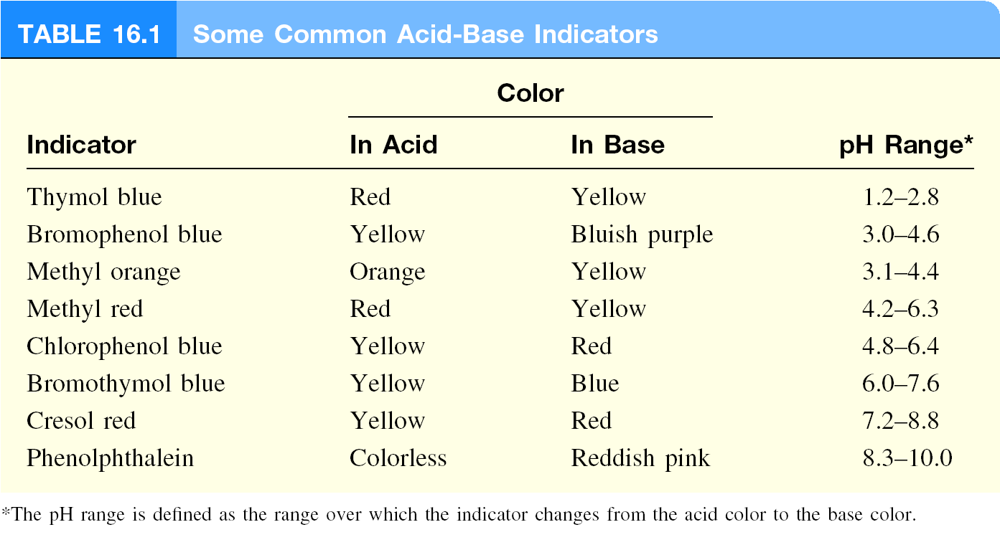 TABLE 16.1 Some Common Acid-Base Indicators
Color
Indicator In Acid In Base pH Range*
Thymol blue Red Yellow 1.2–2.8
Bromophenol blue Yellow Bluish purple 3.0–4.6
Methyl orange Orange Yellow 3.1–4.4
Methyl red Red Yellow 4.2–6.3
Chlorophenol blue Yellow Red 4.8–6.4
Bromothymol blue Yellow Blue 6.0–7.6
Cresol red Yellow Red 7.2–8.8
Phenolphthalein Colorless Reddish pink 8.3–10.0
*The pH range is defined as the range over which the indicator changes from the acid color to the base color.